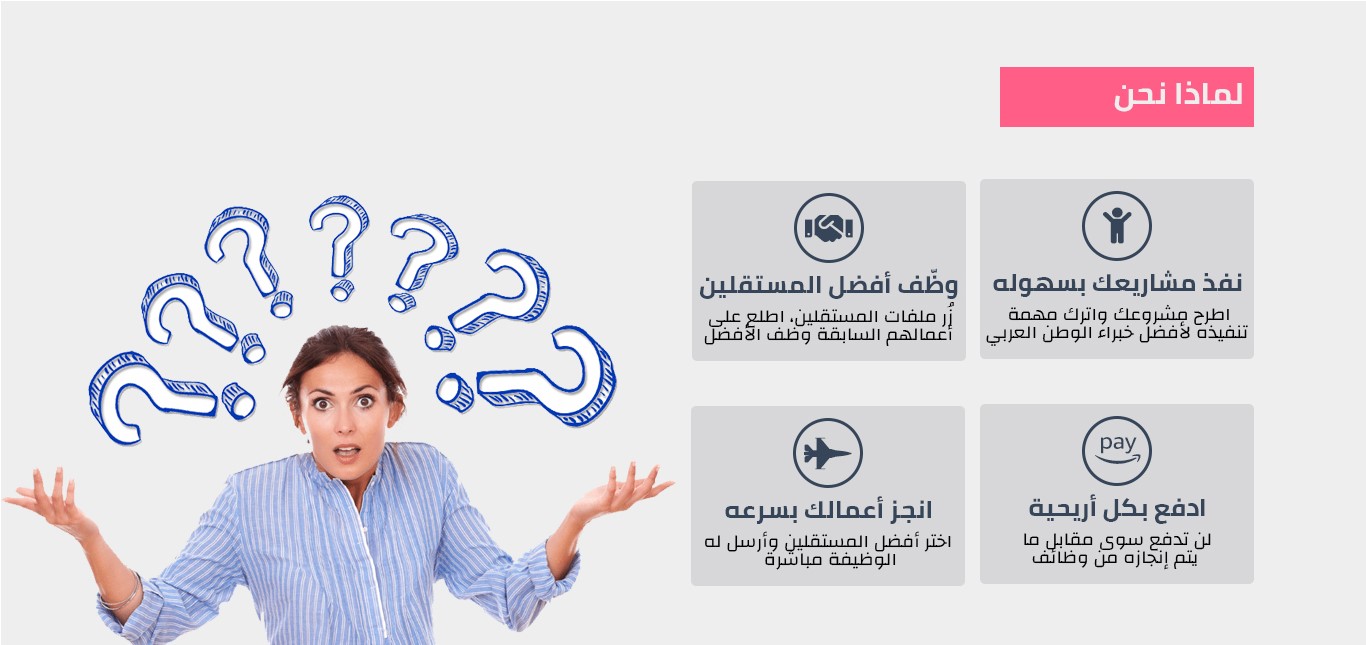 لماذا نحن
نفذ مشاريعك بسهوله
اطرح مشروعك واترك مهمة
تنفيذه لأفضل خبراء الوطن العربي
وظّف أفضل المستقلين
زُر ملفات المستقلين، اطلع على
أعمالهم السابقة وظف الأفضل
pay
ادفع بكل أريحية
لن تدفع سوى مقابل ما
يتم إنجازه من وظائف
انجز أعمالك بسرعه
اختر أفضل المستقلين وأرسل له
الوظيفة مباشرة